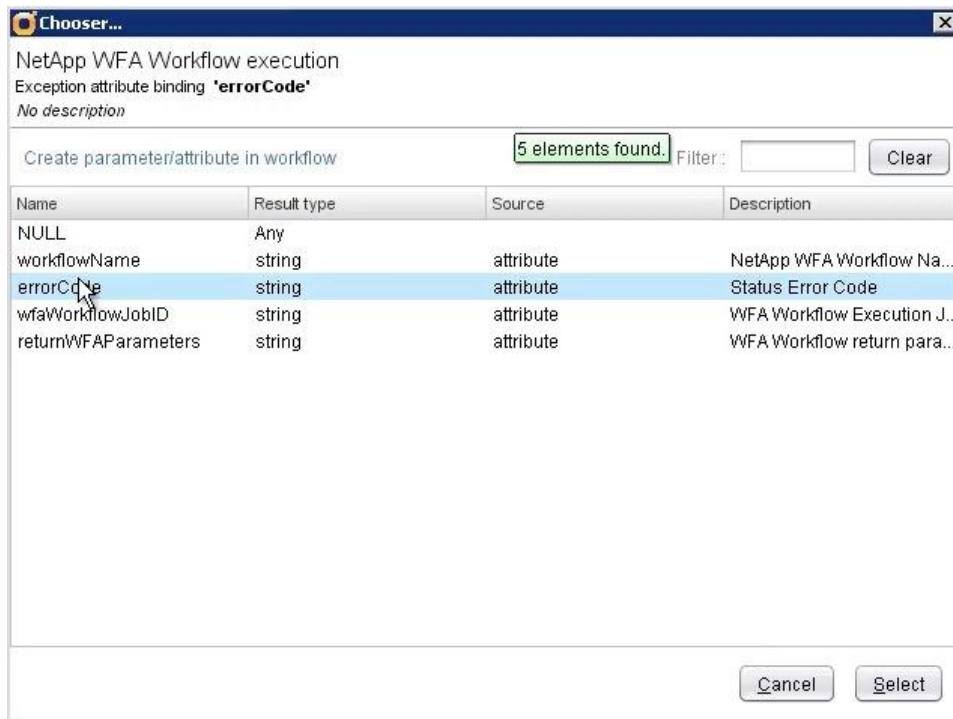 Chooser...
NetApp WFA Workflow execution
Exception attribute binding 'errorCode'
No description
Create parameter/attribute in workflow 5 elements found. Filter: Clear
Name Result type Source Description
NULL Any
workflowName string attribute NetApp WFA Workflow Na...
errorCode string attribute Status Error Code
wfaWorkflowJobID string attribute WFA Workflow Execution J...
returnWFAParameters string attribute WFA Workflow return para...
Cancel Select